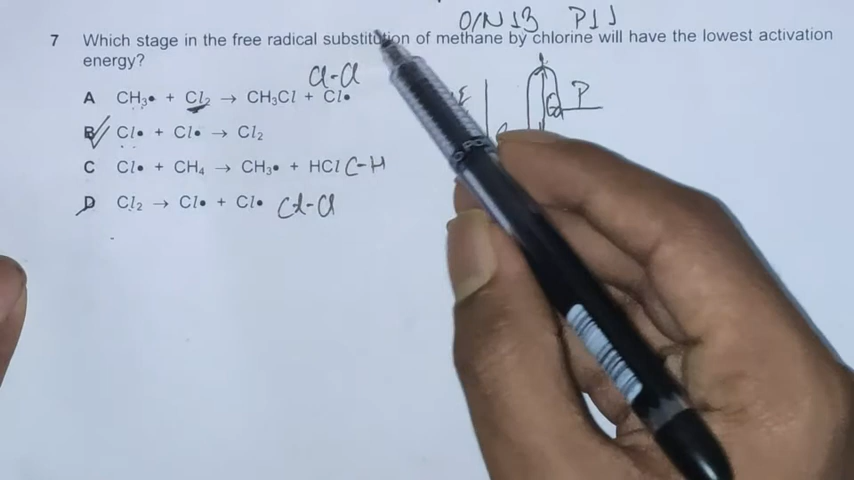 O/N 13 P11
7 Which stage in the free radical substitution of methane by chlorine will have the lowest activation
energy?
Cl-Cl
A CH3• + Cl2 → CH3Cl + Cl•
B Cl• + Cl• → Cl2
C Cl• + CH4 → CH3• + HCl C-H
D Cl2 → Cl• + Cl• Cl-Cl
P